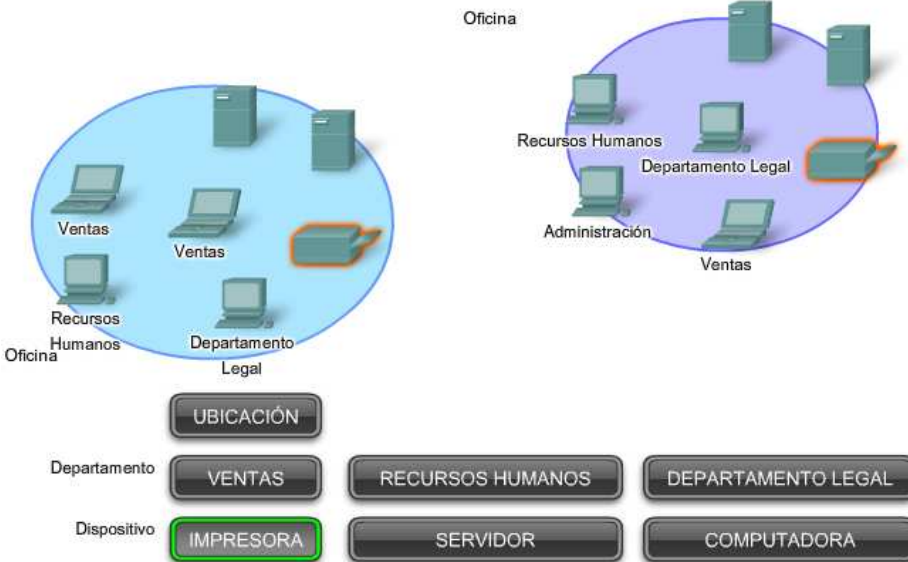 Oficina
Recursos Humanos
Departamento Legal
Administración
Ventas
Ventas
Ventas
Recursos
Humanos
Departamento
Legal
Oficina
UBICACIÓN
Departamento
VENTAS
RECURSOS HUMANOS
DEPARTAMENTO LEGAL
Dispositivo
IMPRESORA
SERVIDOR
COMPUTADORA